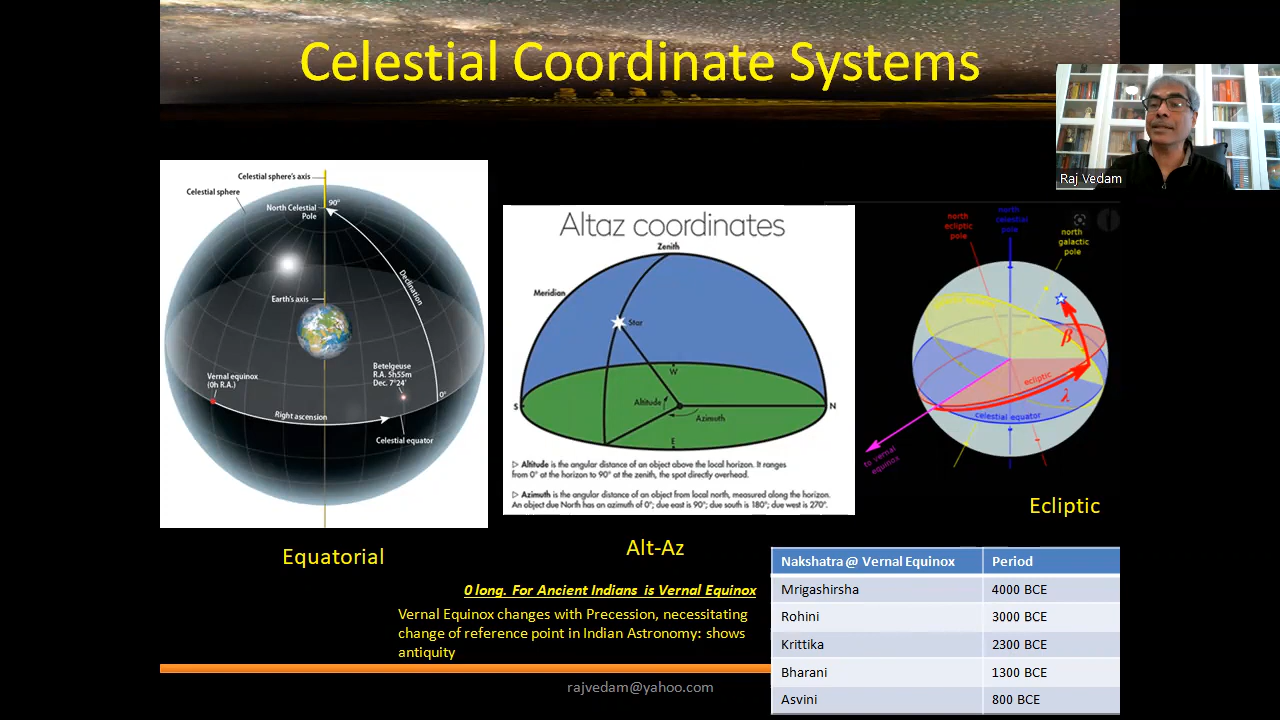 Celestial Coordinate Systems
Raj Vedam
Celestial sphere's axis
Celestial sphere
North Celestial
Pole
90°
Declination
Earth's axis
Vernal equinox
(0h R.A.)
Betelgeuse
R.A. 5h55m
Dec. 7°24'
0°
Right ascension
Celestial equator
Equatorial
Altaz coordinates
Zenith
Meridian
Star
W
S
Altitude
N
Azimuth
E
▷ Altitude is the angular distance of an object above the local horizon. It ranges
from 0° at the horizon to 90° at the zenith, the spot directly overhead.
▷ Azimuth is the angular distance of an object from local north, measured along the horizon.
An object due North has an azimuth of 0°; due east is 90°; due south is 180°; due west is 270°.
Alt-Az
north
ecliptic
pole
north
celestial
pole
north
galactic
pole
β
ecliptic
λ
celestial equator
to vernal
equinox
Ecliptic
0 long. For Ancient Indians is Vernal Equinox
Vernal Equinox changes with Precession, necessitating
change of reference point in Indian Astronomy: shows
antiquity
Nakshatra @ Vernal Equinox Period
Mrigashirsha 4000 BCE
Rohini 3000 BCE
Krittika 2300 BCE
Bharani 1300 BCE
Asvini 800 BCE
rajvedam@yahoo.com